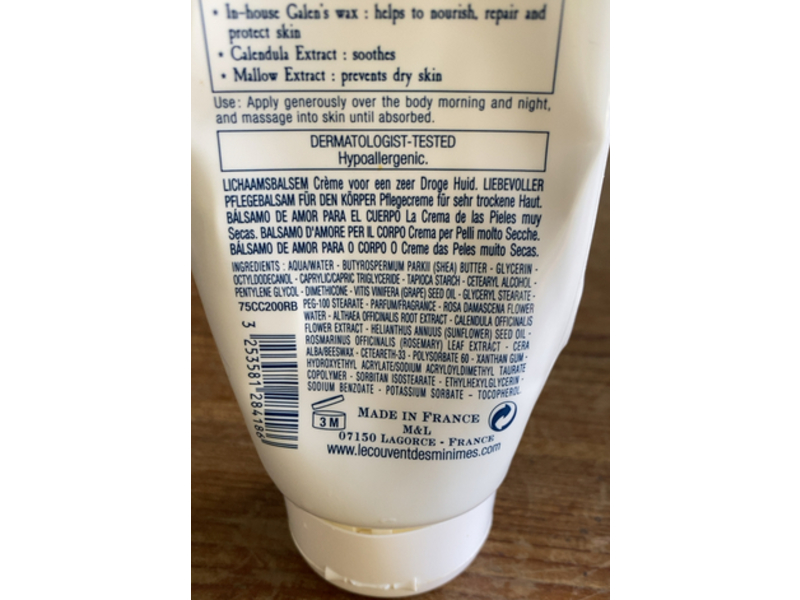 • In-house Galen's wax : helps to nourish, repair and
protect skin
• Calendula Extract : soothes
• Mallow Extract : prevents dry skin
Use: Apply generously over the body morning and night,
and massage into skin until absorbed.
DERMATOLOGIST-TESTED
Hypoallergenic.
LICHAAMSBALSEM Crème voor een zeer Droge Huid. LIEBEVOLLER
PFLEGEBALSAM FÜR DEN KÖRPER Pflegecreme für sehr trockene Haut.
BÁLSAMO DE AMOR PARA EL CUERPO La Crema de las Pieles muy
Secas. BALSAMO D'AMORE PER IL CORPO Crema per Pelli molto Secche.
BÁLSAMO DE AMOR PARA O CORPO O Creme das Peles muito Secas.
INGREDIENTS : AQUA/WATER - BUTYROSPERMUM PARKII (SHEA) BUTTER - GLYCERIN -
OCTYLDODECANOL - CAPRYLIC/CAPRIC TRIGLYCERIDE - TAPIOCA STARCH - CETEARYL ALCOHOL -
PENTYLENE GLYCOL - DIMETHICONE - VITIS VINIFERA (GRAPE) SEED OIL - GLYCERYL STEARATE -
75CC200RB PEG-100 STEARATE - PARFUM/FRAGRANCE - ROSA DAMASCENA FLOWER
WATER - ALTHAEA OFFICINALIS ROOT EXTRACT - CALENDULA OFFICINALIS
FLOWER EXTRACT - HELIANTHUS ANNUUS (SUNFLOWER) SEED OIL -
ROSMARINUS OFFICINALIS (ROSEMARY) LEAF EXTRACT - CERA
ALBA/BEESWAX - CETEARETH-33 - POLYSORBATE 60 - XANTHAN GUM -
HYDROXYETHYL ACRYLATE/SODIUM ACRYLOYLDIMETHYL TAURATE
COPOLYMER - SORBITAN ISOSTEARATE - ETHYLHEXYLGLYCERIN -
SODIUM BENZOATE - POTASSIUM SORBATE - TOCOPHEROL.
3 253581 284186
3 M
MADE IN FRANCE
M&L
07150 LAGORCE - FRANCE
www.lecouventdesminimes.com